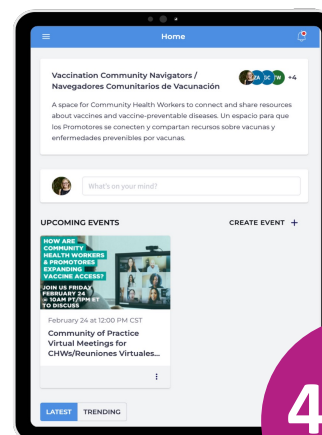 Home
Vaccination Community Navigators /
Navegadores Comunitarios de Vacunación
ZA DC TW +4
A space for Community Health Workers to connect and share resources
about vaccines and vaccine-preventable diseases. Un espacio para que
los Promotores se conecten y compartan recursos sobre vacunas y
enfermedades prevenibles por vacunas.
What's on your mind?
UPCOMING EVENTS
CREATE EVENT +
HOW ARE
COMMUNITY
HEALTH WORKERS
& PROMOTORES
EXPANDING
VACCINE ACCESS?
JOIN US FRIDAY
FEBRUARY 24
10AM PT/1PM ET
TO DISCUSS
February 24 at 12:00 PM CST
Community of Practice
Virtual Meetings for
CHWs/Reuniones Virtuales...
LATEST
TRENDING
4